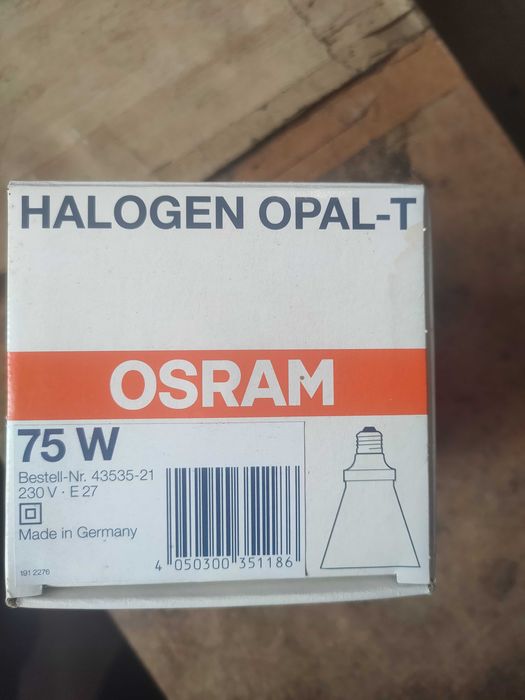 HALOGEN OPAL-T
OSRAM
75 W
Bestell-Nr. 43535-21
230 V · E 27
Made in Germany
191 2276
4 050300 351186